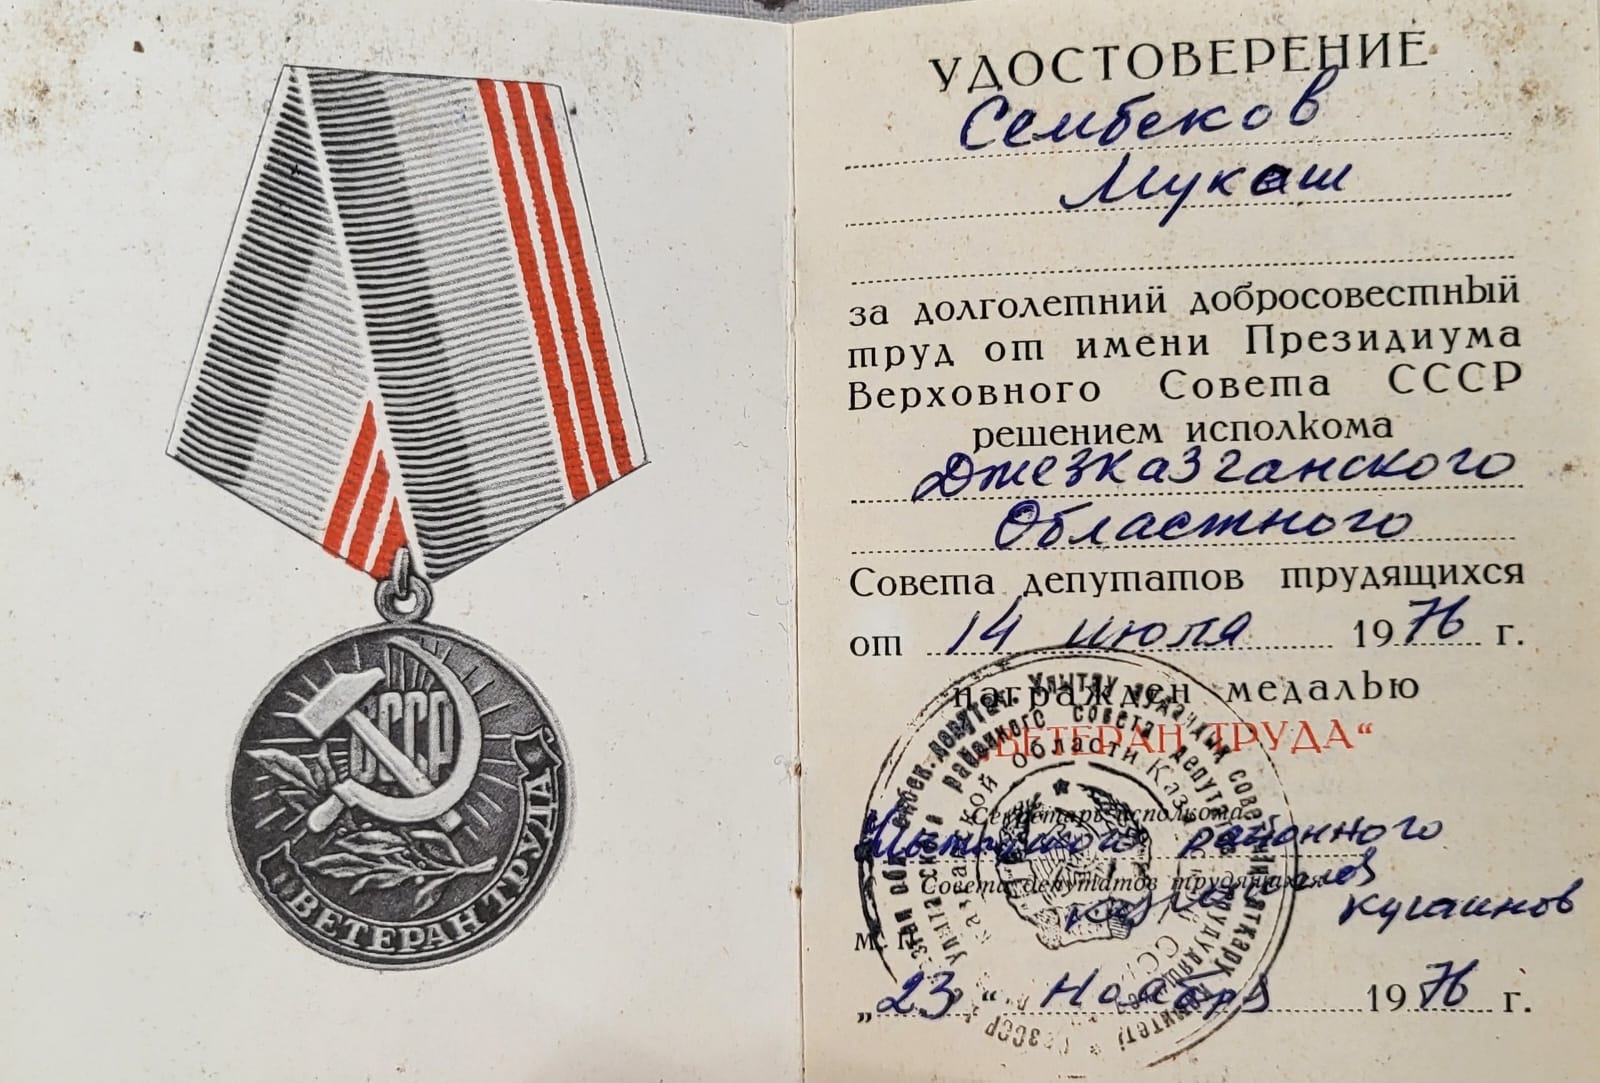 СССР
ВЕТЕРАН ТРУДА
УДОСТОВЕРЕНИЕ
Сембеков
Мукаш
за долголетний добросовестный
труд от имени Президиума
Верховного Совета СССР
решением исполкома
Джезказганского
Областного
Совета депутатов трудящихся
от 14 июля 1976 г.
награжден медалью
„ВЕТЕРАН ТРУДА“
Секретарь исполкома
районного
Совета депутатов трудящихся
Кугаинов
м. п.
„23“ Ноября 1976 г.